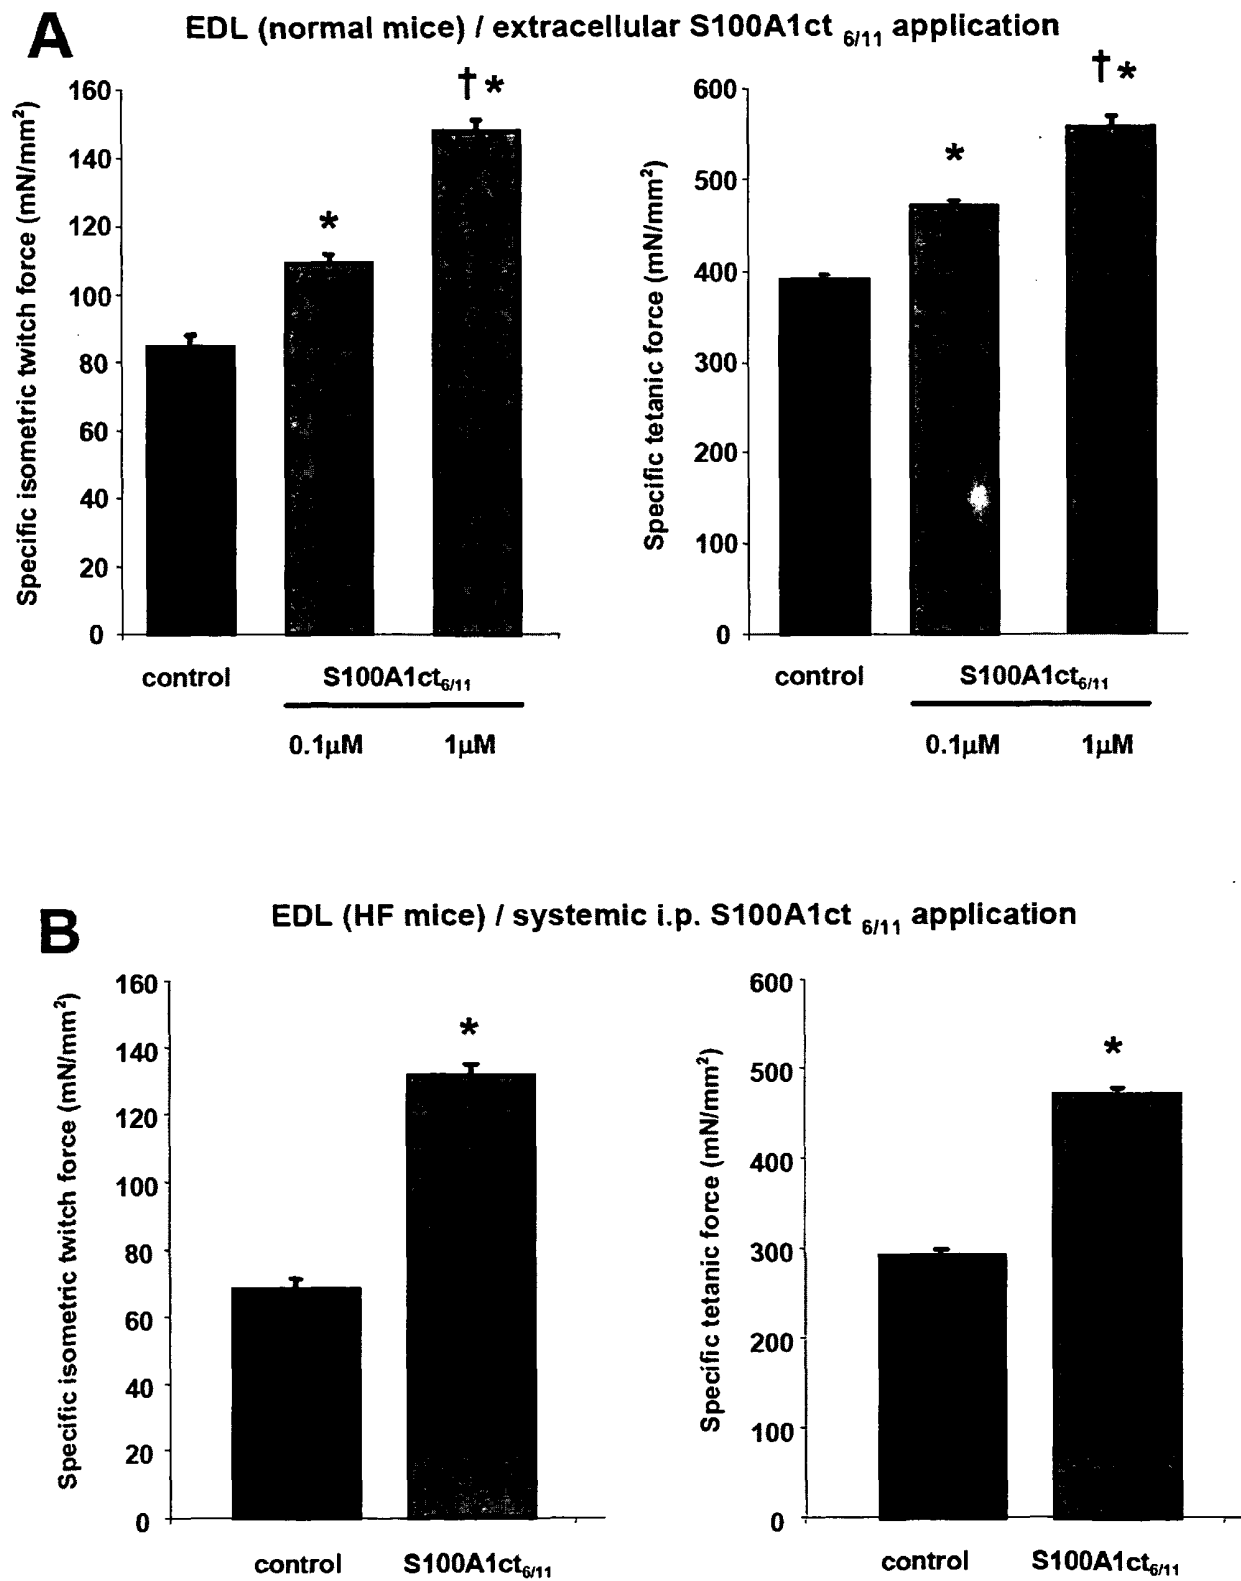 A
EDL (normal mice) / extracellular S100A1ct 6/11 application
Specific isometric twitch force (mN/mm²)
160
140
120
100
80
60
40
20
0
*
†*
control
S100A1ct6/11
0.1µM
1µM
Specific tetanic force (mN/mm²)
600
500
400
300
200
100
0
*
†*
control
S100A1ct6/11
0.1µM
1µM
B
EDL (HF mice) / systemic i.p. S100A1ct 6/11 application
Specific isometric twitch force (mN/mm²)
160
140
120
100
80
60
40
20
0
*
control
S100A1ct6/11
Specific tetanic force (mN/mm²)
600
500
400
300
200
100
0
*
control
S100A1ct6/11